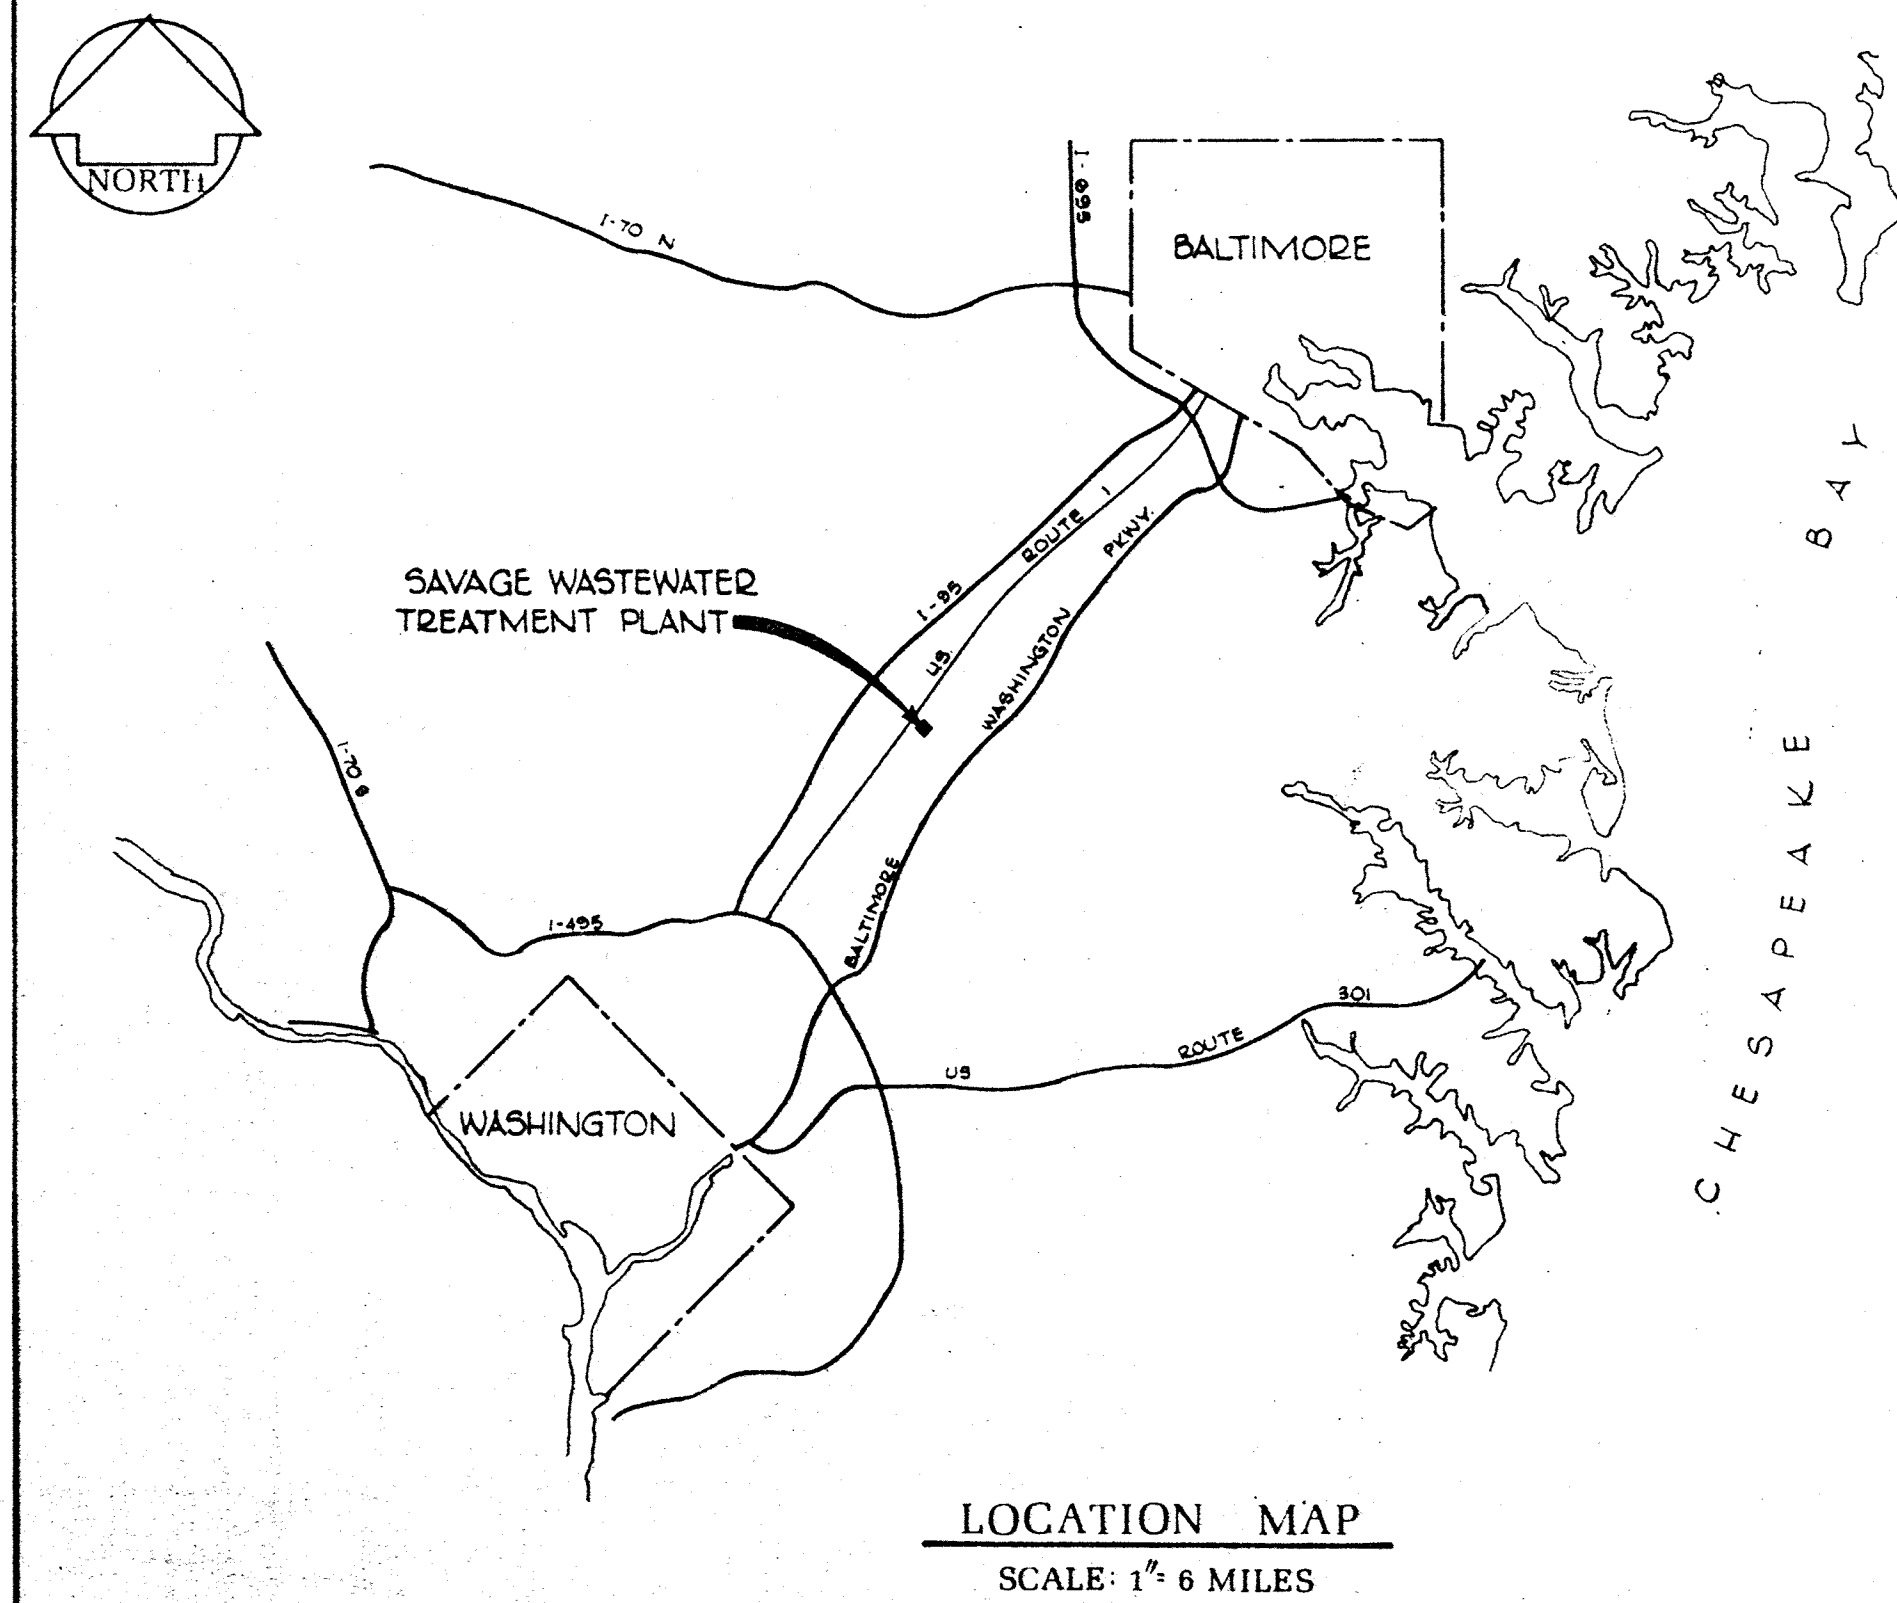 NORTH
I-70 N
I-695
BALTIMORE
SAVAGE WASTEWATER
TREATMENT PLANT
I-95
US. ROUTE 1
BALTIMORE WASHINGTON PKWY.
I-70 S
I-495
WASHINGTON
US ROUTE 301
CHESAPEAKE BAY
LOCATION MAP
SCALE: 1"= 6 MILES